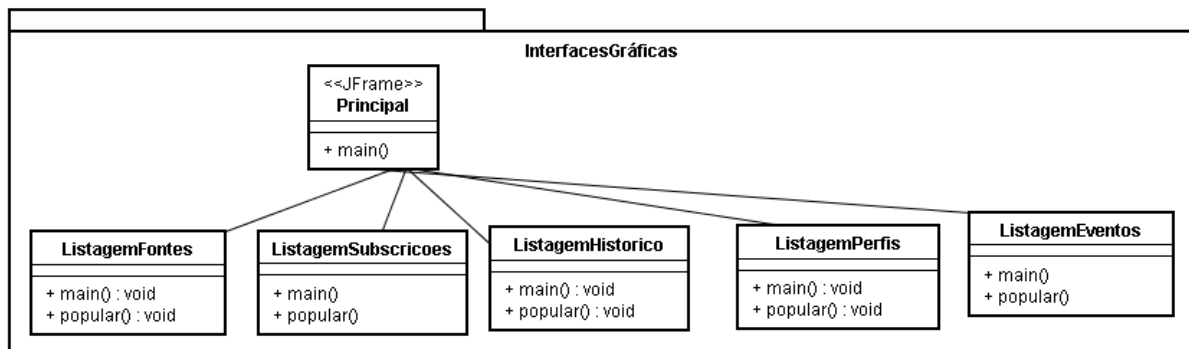 InterfacesGráficas
<<JFrame>>
Principal
+ main()
ListagemFontes
+ main() : void
+ popular() : void
ListagemSubscricoes
+ main()
+ popular()
ListagemHistorico
+ main() : void
+ popular() : void
ListagemPerfis
+ main() : void
+ popular() : void
ListagemEventos
+ main()
+ popular()